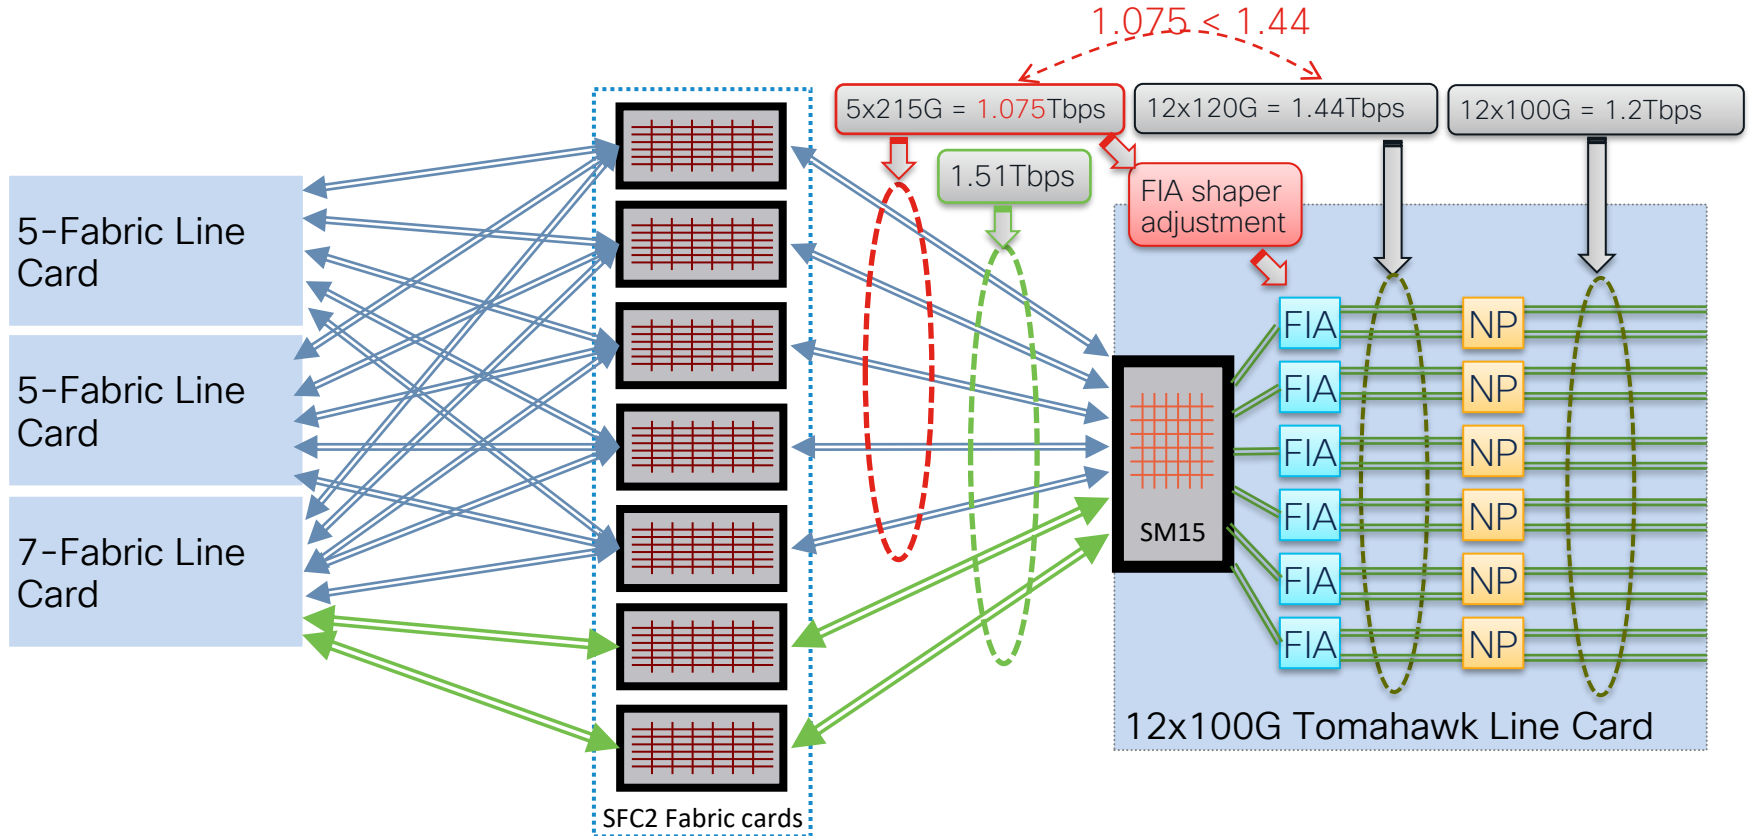 1.075 < 1.44
5x215G = 1.075Tbps
12x120G = 1.44Tbps
12x100G = 1.2Tbps
1.51Tbps
FIA shaper
adjustment
5-Fabric Line
Card
5-Fabric Line
Card
7-Fabric Line
Card
SM15
FIA
NP
FIA
NP
FIA
NP
FIA
NP
FIA
NP
FIA
NP
12x100G Tomahawk Line Card
SFC2 Fabric cards